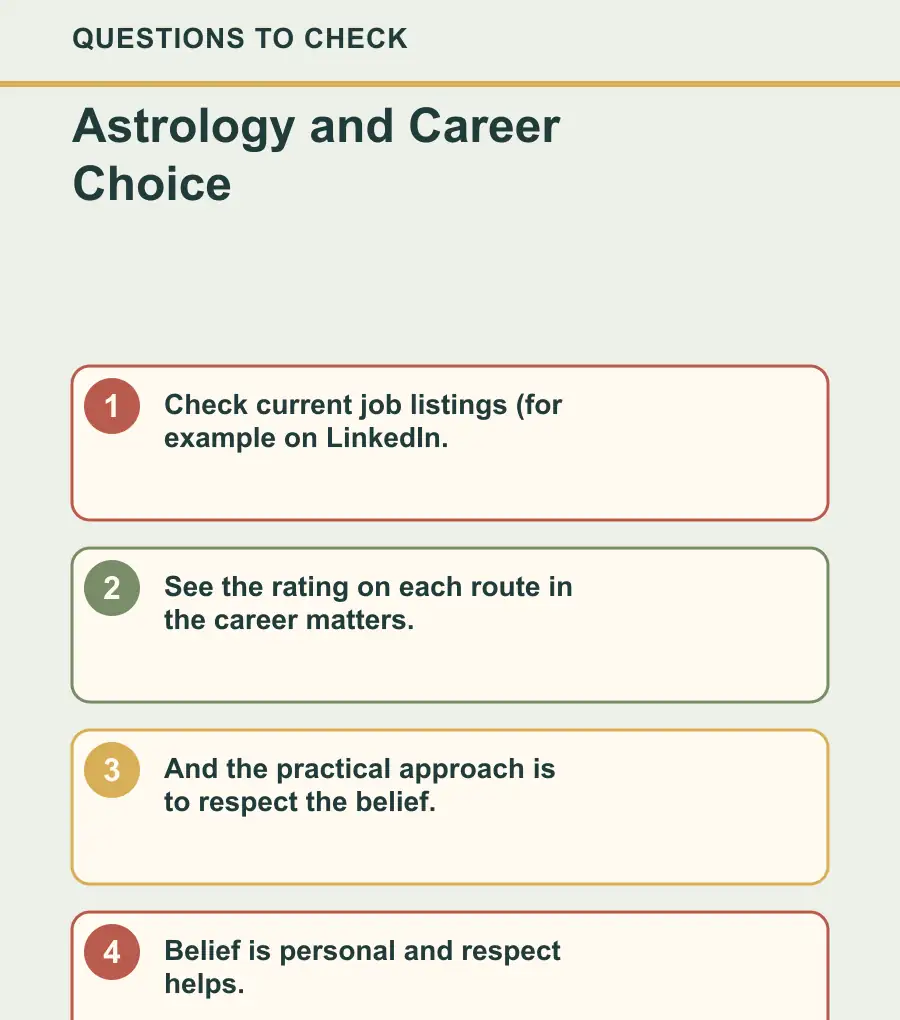 QUESTIONS TO CHECK
Astrology and Career
Choice
1
Check current job listings (for
example on LinkedIn.
2
See the rating on each route in
the career matters.
3
And the practical approach is
to respect the belief.
4
Belief is personal and respect
helps.